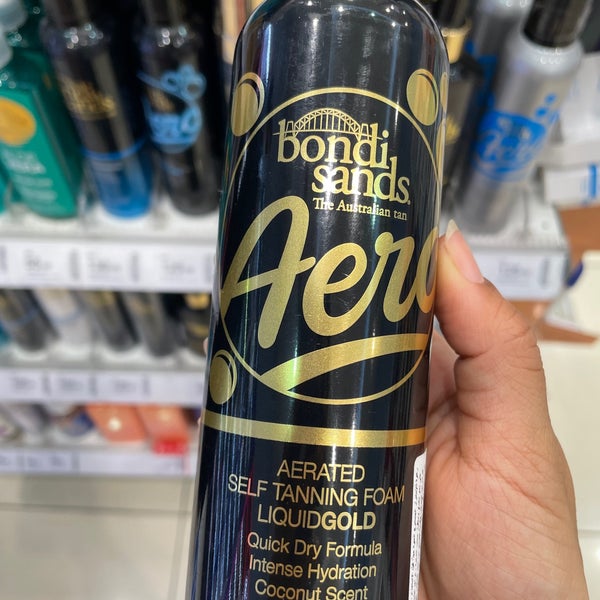 bondi
sands.
The Australian tan
Aero
AERATED
SELF TANNING FOAM
LIQUIDGOLD
Quick Dry Formula
Intense Hydration
Coconut Scent